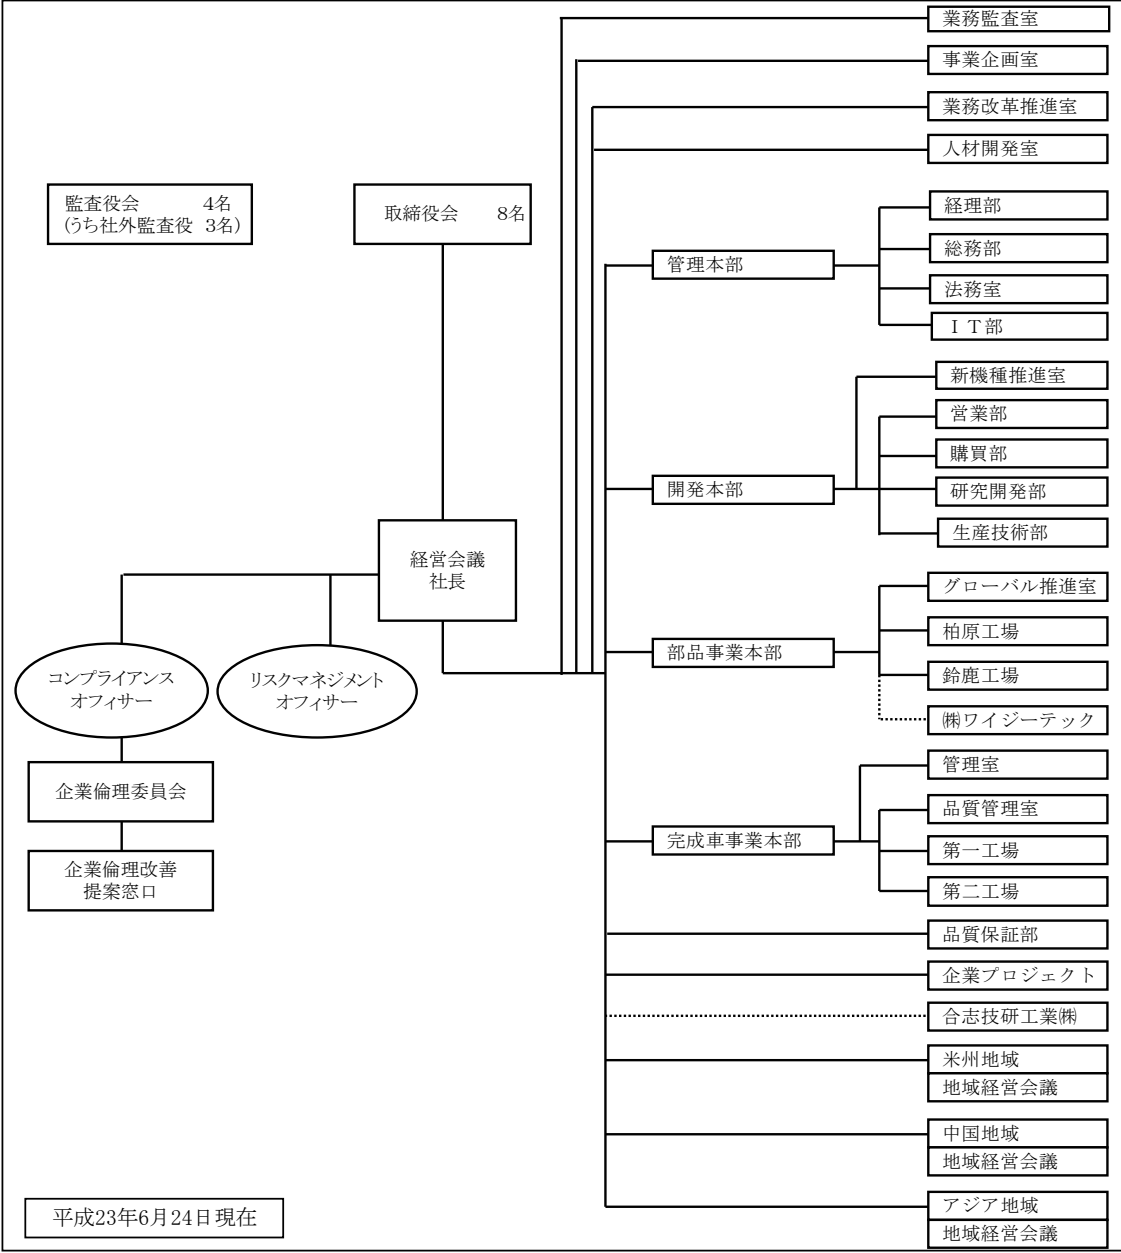 業務監査室
事業企画室
業務改革推進室
人材開発室
監査役会 4名
(うち社外監査役 3名)
取締役会 8名
管理本部
経理部
総務部
法務室
ＩＴ部
開発本部
新機種推進室
営業部
購買部
研究開発部
生産技術部
経営会議
社長
コンプライアンス
オフィサー
リスクマネジメント
オフィサー
企業倫理委員会
企業倫理改善
提案窓口
部品事業本部
グローバル推進室
柏原工場
鈴鹿工場
㈱ワイジーテック
完成車事業本部
管理室
品質管理室
第一工場
第二工場
品質保証部
企業プロジェクト
合志技研工業㈱
米州地域
地域経営会議
中国地域
地域経営会議
アジア地域
地域経営会議
平成23年6月24日現在